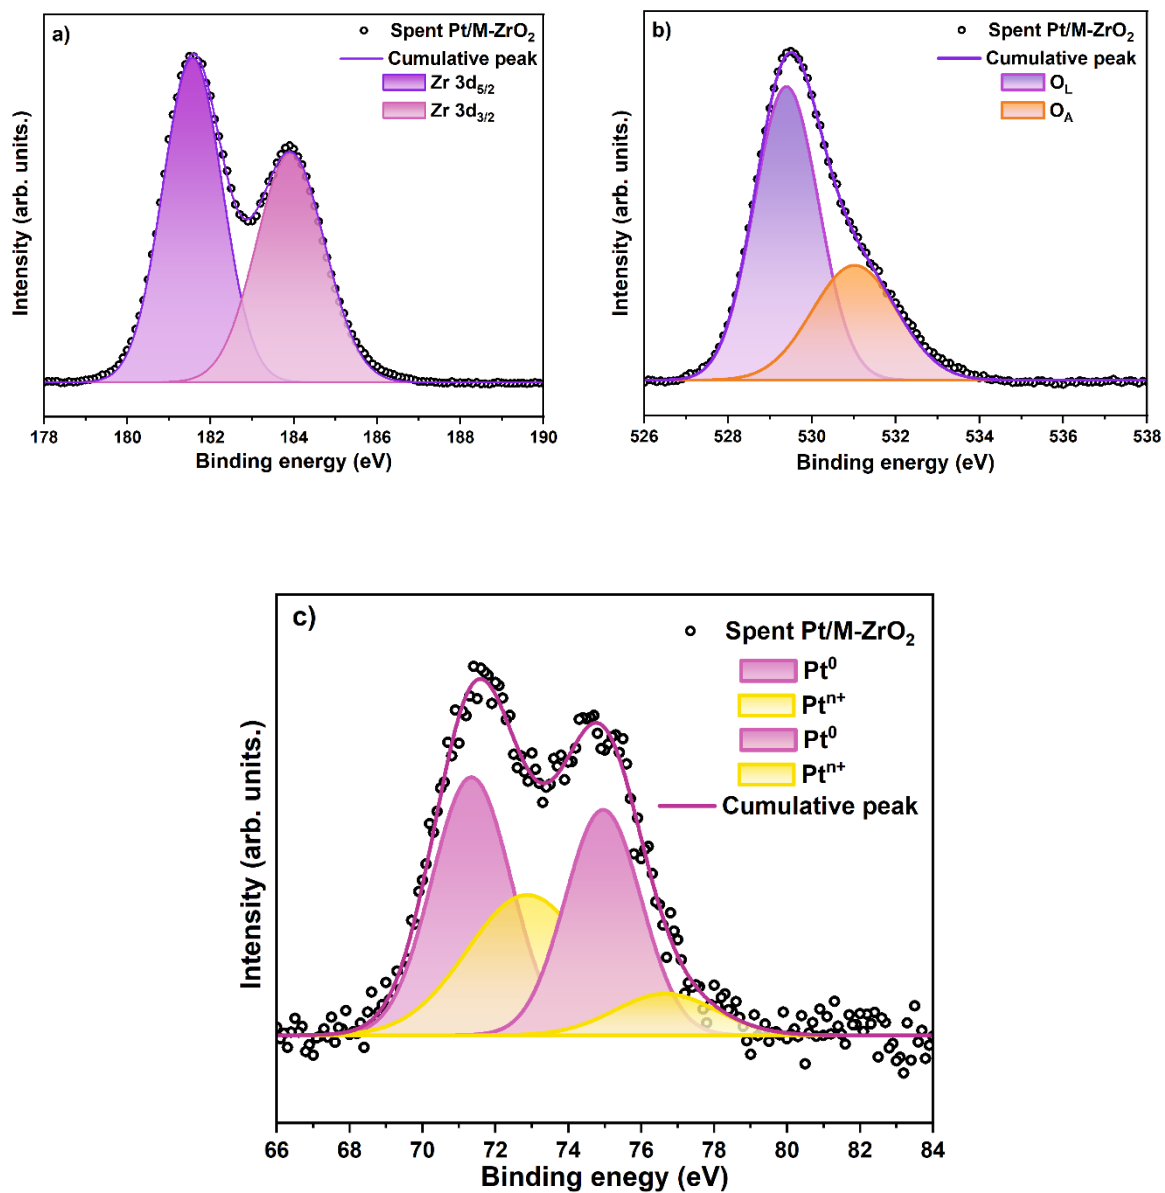 a)
Spent Pt/M-ZrO2
Cumulative peak
Zr 3d5/2
Zr 3d3/2
Intensity (arb. units.)
178 180 182 184 186 188 190
Binding energy (eV)
b)
Spent Pt/M-ZrO2
Cumulative peak
OL
OA
Intensity (arb. units.)
526 528 530 532 534 536 538
Binding energy (eV)
c)
Spent Pt/M-ZrO2
Pt0
Ptn+
Pt0
Ptn+
Cumulative peak
Intensity (arb. units.)
66 68 70 72 74 76 78 80 82 84
Binding enegy (eV)